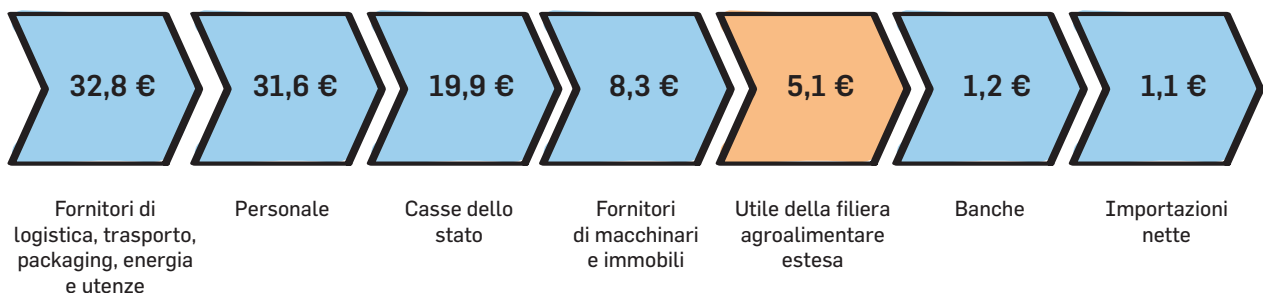 32,8 €
31,6 €
19,9 €
8,3 €
5,1 €
1,2 €
1,1 €
Fornitori di
logistica, trasporto,
packaging, energia
e utenze
Personale
Casse dello
stato
Fornitori
di macchinari
e immobili
Utile della filiera
agroalimentare
estesa
Banche
Importazioni
nette